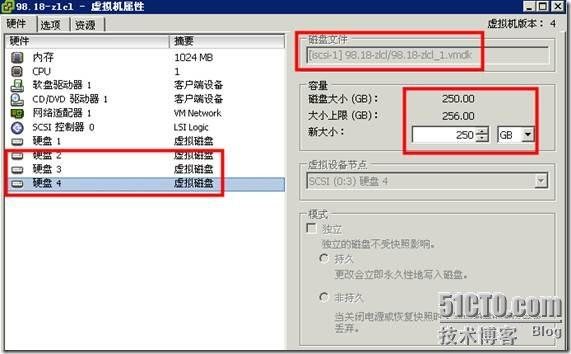 98.18-zlcl - 虚拟机属性
硬件 选项 资源 虚拟机版本: 4
硬件 摘要
内存 1024 MB
CPU 1
软盘驱动器 1 客户端设备
CD/DVD 驱动器 1 客户端设备
网络适配器 1 VM Network
SCSI 控制器 0 LSI Logic
硬盘 1 虚拟磁盘
硬盘 2 虚拟磁盘
硬盘 3 虚拟磁盘
硬盘 4 虚拟磁盘
磁盘文件
[iscsi-1] 98.18-zlcl/98.18-zlcl_1.vmdk
容量
磁盘大小 (GB): 250.00
大小上限 (GB): 256.00
新大小: 250 GB
虚拟设备节点
SCSI (0:3) 硬盘 4
模式
独立
独立的磁盘不受快照影响。
持久
更改会立即永久性地写入磁盘。
非持久
当关闭电源或恢复快照时
丢弃。
51CTO.com
技术博客 Blog